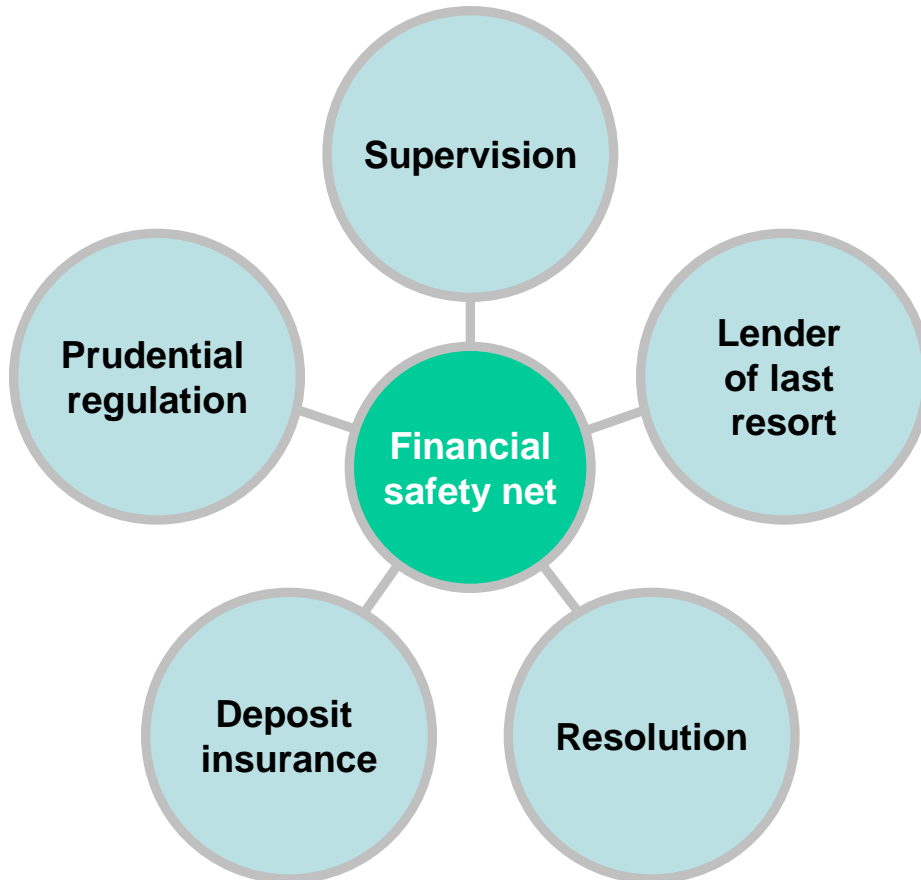 Supervision
Prudential
regulation
Lender
of last
resort
Financial
safety net
Deposit
insurance
Resolution